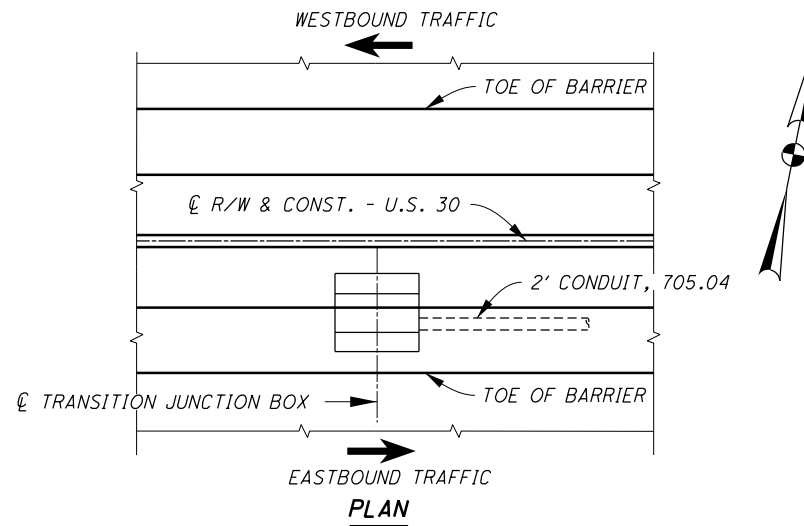 WESTBOUND TRAFFIC
TOE OF BARRIER
℄ R/W & CONST. - U.S. 30
2' CONDUIT, 705.04
℄ TRANSITION JUNCTION BOX
TOE OF BARRIER
EASTBOUND TRAFFIC
PLAN